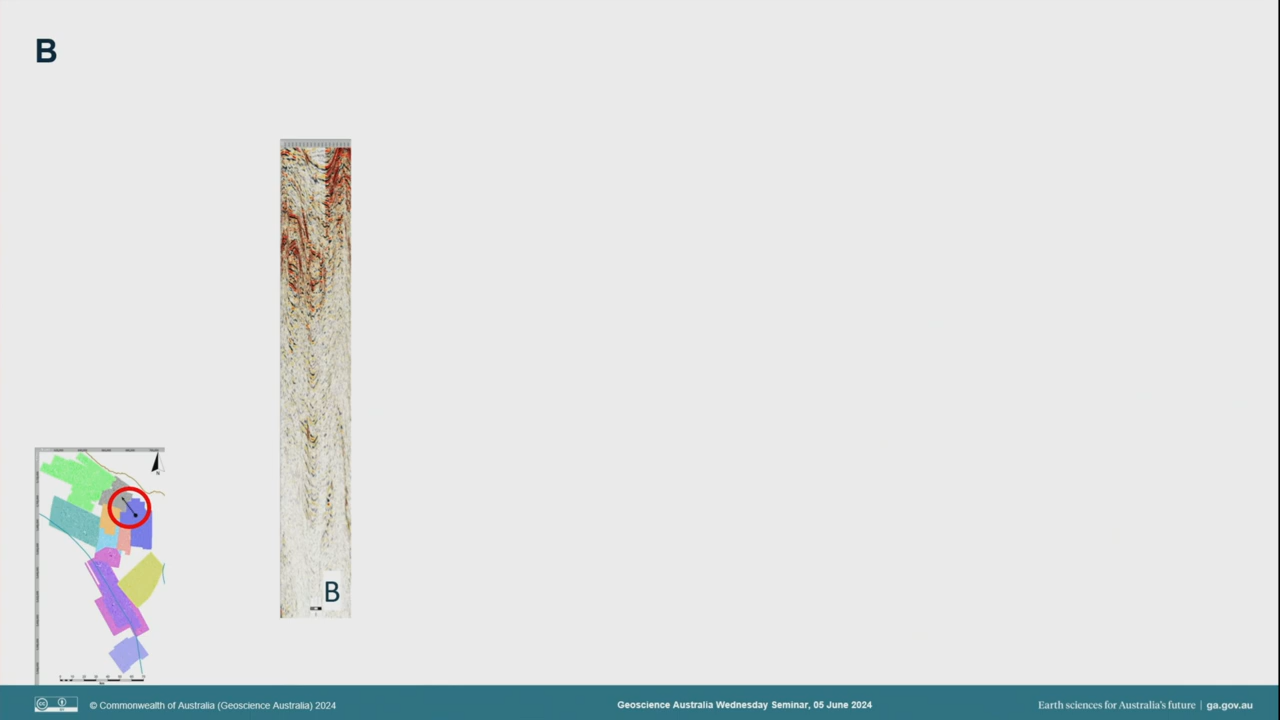 B
B
© Commonwealth of Australia (Geoscience Australia) 2024
Geoscience Australia Wednesday Seminar, 05 June 2024
Earth sciences for Australia's future | ga.gov.au